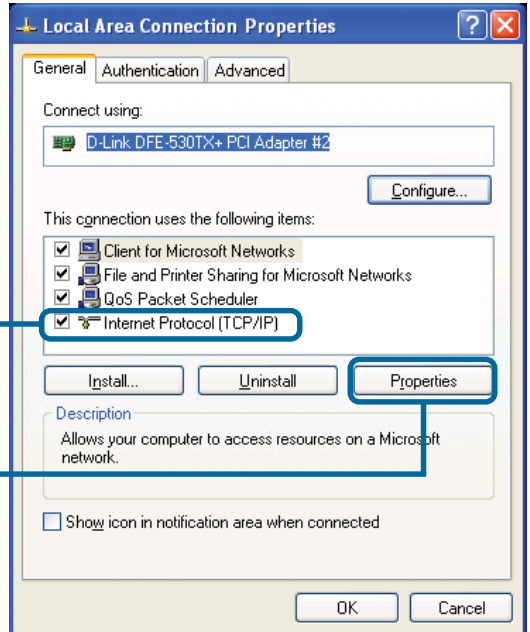 Local Area Connection Properties
General Authentication Advanced
Connect using:
D-Link DFE-530TX+ PCI Adapter #2
Configure...
This connection uses the following items:
Client for Microsoft Networks
File and Printer Sharing for Microsoft Networks
QoS Packet Scheduler
Internet Protocol (TCP/IP)
Install... Uninstall Properties
Description
Allows your computer to access resources on a Microsoft
network.
Show icon in notification area when connected
OK Cancel